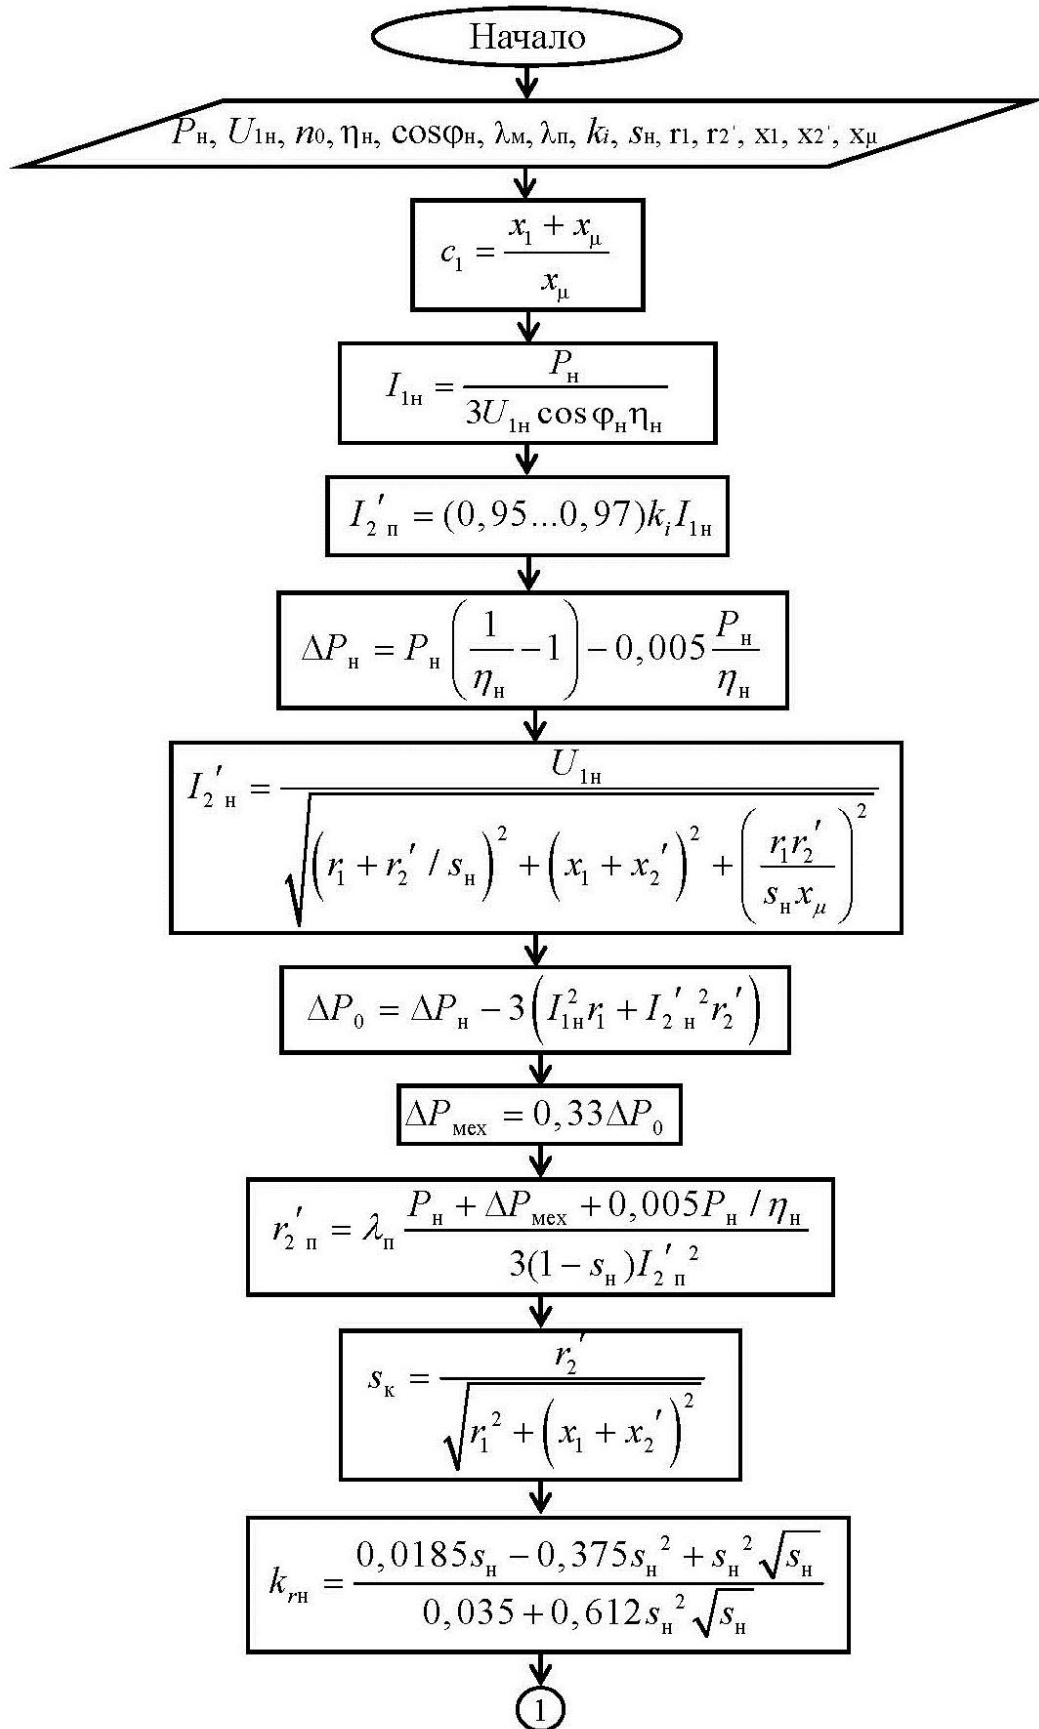 Начало
Pн, U1н, n0, ηн, cosφн, λм, λп, ki, sн, r1, r2', x1, x2', xμ
c₁ = (x₁ + xμ) / xμ
I₁н = Pн / (3U₁н cosφн ηн)
I₂′п = (0,95...0,97)kᵢI₁н
ΔPн = Pн (1/ηн − 1) − 0,005 Pн/ηн
I₂′н = U₁н / √((r₁ + r₂′ / sн)² + (x₁ + x₂′)² + (r₁r₂′ / (sнxμ))²)
ΔP₀ = ΔPн − 3(I₁н²r₁ + I₂′н²r₂′)
ΔPмех = 0,33ΔP₀
r₂′п = λп (Pн + ΔPмех + 0,005Pн / ηн) / (3(1 − sн)I₂′п²)
sк = r₂′ / √(r₁² + (x₁ + x₂′)²)
krн = (0,0185sн − 0,375sн² + sн²√sн) / (0,035 + 0,612sн²√sн)
1